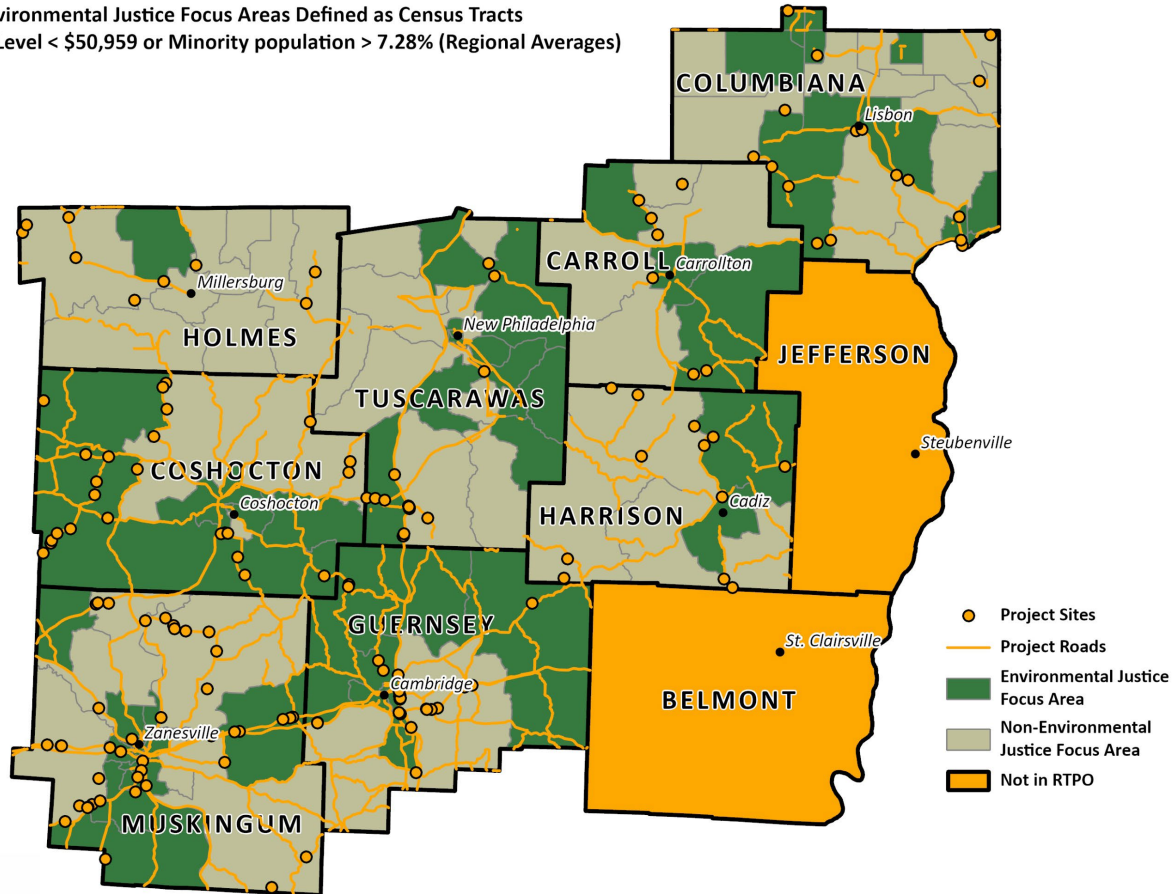 vironmental Justice Focus Areas Defined as Census Tracts
Level < $50,959 or Minority population > 7.28% (Regional Averages)
COLUMBIANA
Lisbon
CARROLL
Carrollton
Millersburg
HOLMES
New Philadelphia
JEFFERSON
TUSCARAWAS
Steubenville
COSHOCTON
Coshocton
HARRISON
Cadiz
GUERNSEY
Cambridge
St. Clairsville
BELMONT
Zanesville
MUSKINGUM
Project Sites
Project Roads
Environmental Justice
Focus Area
Non-Environmental
Justice Focus Area
Not in RTPO